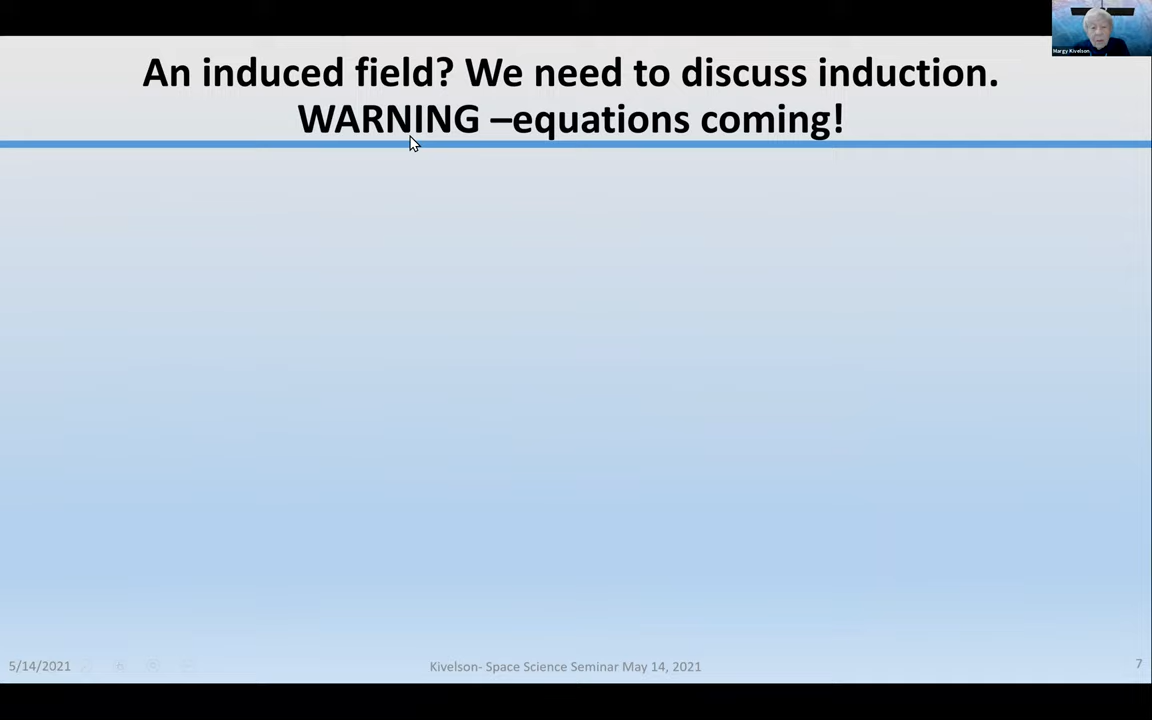 Margy Kivelson
An induced field? We need to discuss induction.
WARNING –equations coming!
5/14/2021
Kivelson- Space Science Seminar May 14, 2021
7